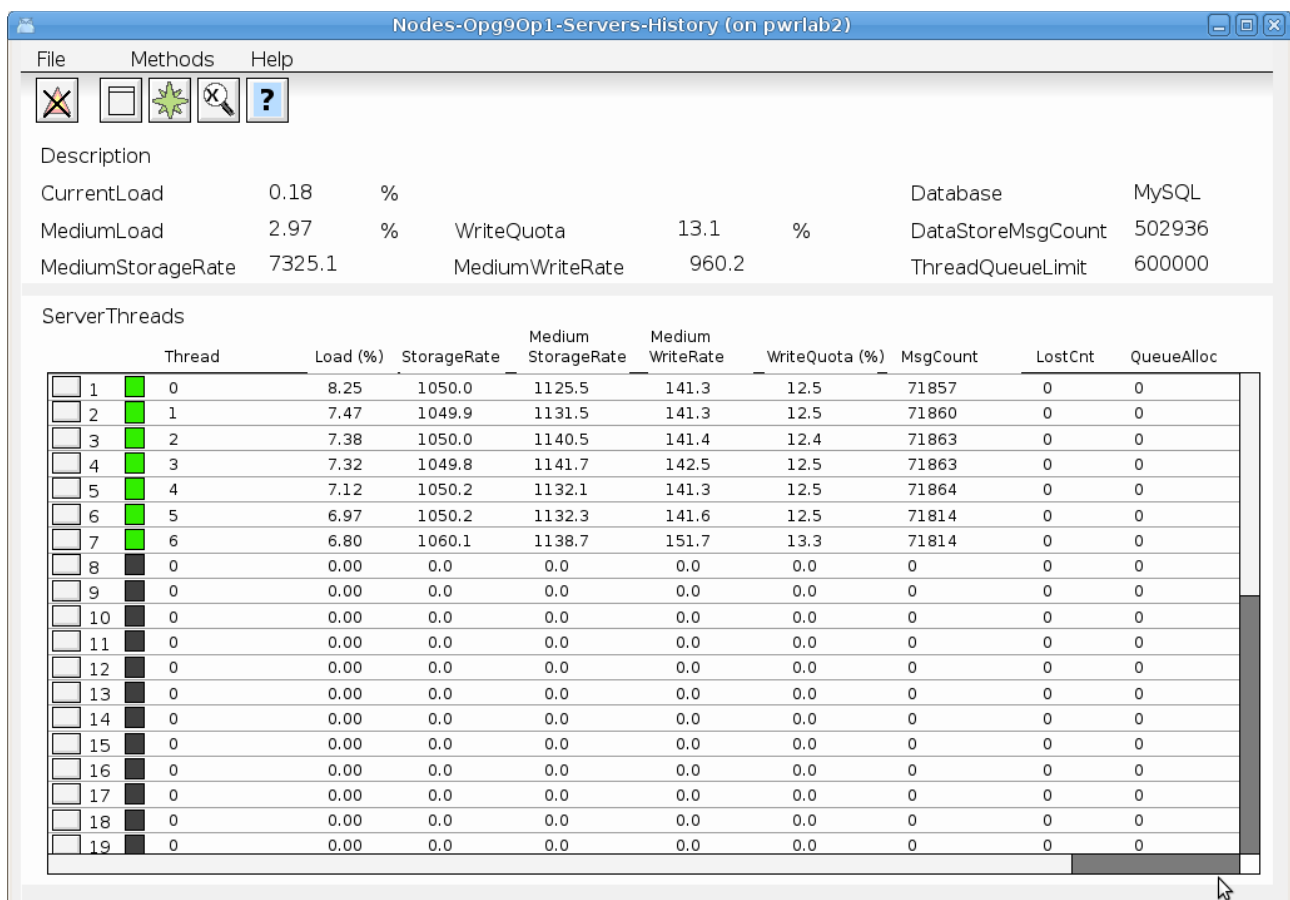 Nodes-Opg9Op1-Servers-History (on pwrlab2)
File Methods Help
X ?
Description
CurrentLoad 0.18 % Database MySQL
MediumLoad 2.97 % WriteQuota 13.1 % DataStoreMsgCount 502936
MediumStorageRate 7325.1 MediumWriteRate 960.2 ThreadQueueLimit 600000
ServerThreads
Thread Load (%) StorageRate Medium StorageRate Medium WriteRate WriteQuota (%) MsgCount LostCnt QueueAlloc
1 0 8.25 1050.0 1125.5 141.3 12.5 71857 0 0
2 1 7.47 1049.9 1131.5 141.3 12.5 71860 0 0
3 2 7.38 1050.0 1140.5 141.4 12.4 71863 0 0
4 3 7.32 1049.8 1141.7 142.5 12.5 71863 0 0
5 4 7.12 1050.2 1132.1 141.3 12.5 71864 0 0
6 5 6.97 1050.2 1132.3 141.6 12.5 71814 0 0
7 6 6.80 1060.1 1138.7 151.7 13.3 71814 0 0
8 0 0.00 0.0 0.0 0.0 0.0 0 0 0
9 0 0.00 0.0 0.0 0.0 0.0 0 0 0
10 0 0.00 0.0 0.0 0.0 0.0 0 0 0
11 0 0.00 0.0 0.0 0.0 0.0 0 0 0
12 0 0.00 0.0 0.0 0.0 0.0 0 0 0
13 0 0.00 0.0 0.0 0.0 0.0 0 0 0
14 0 0.00 0.0 0.0 0.0 0.0 0 0 0
15 0 0.00 0.0 0.0 0.0 0.0 0 0 0
16 0 0.00 0.0 0.0 0.0 0.0 0 0 0
17 0 0.00 0.0 0.0 0.0 0.0 0 0 0
18 0 0.00 0.0 0.0 0.0 0.0 0 0 0
19 0 0.00 0.0 0.0 0.0 0.0 0 0 0